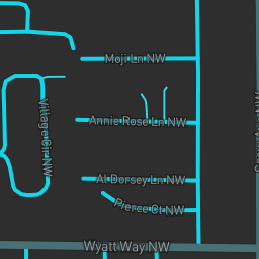 Moji Ln NW
Village Cir NW
Annie Rose Ln NW
Al Dorsey Ln NW
Pierce Ct NW
Wyatt Way NW